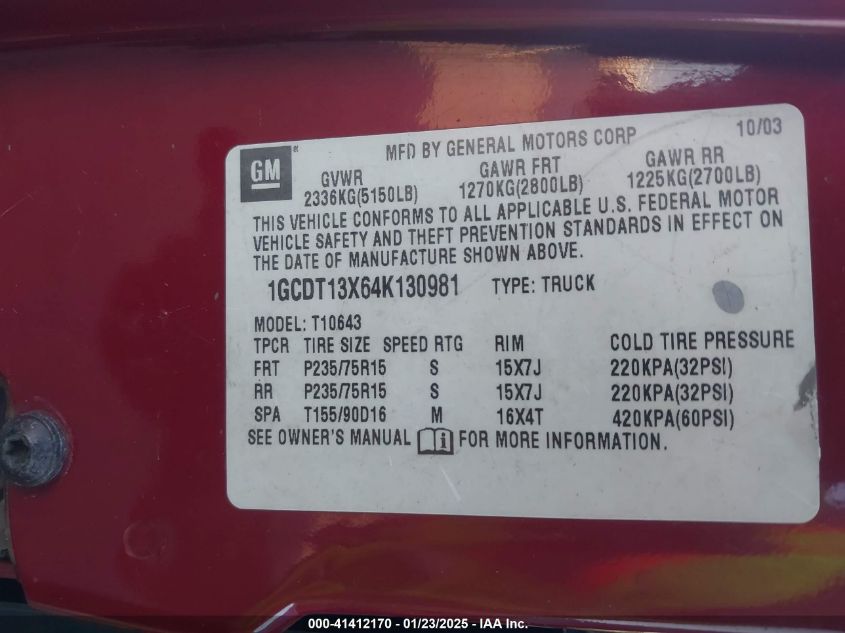 GM
MFD BY GENERAL MOTORS CORP 10/03
GVWR GAWR FRT GAWR RR
2336KG(5150LB) 1270KG(2800LB) 1225KG(2700LB)
THIS VEHICLE CONFORMS TO ALL APPLICABLE U.S. FEDERAL MOTOR
VEHICLE SAFETY AND THEFT PREVENTION STANDARDS IN EFFECT ON
THE DATE OF MANUFACTURE SHOWN ABOVE.
1GCDT13X64K130981 TYPE: TRUCK
MODEL: T10643
TPCR TIRE SIZE SPEED RTG RIM COLD TIRE PRESSURE
FRT P235/75R15 S 15X7J 220KPA(32PSI)
RR P235/75R15 S 15X7J 220KPA(32PSI)
SPA T155/90D16 M 16X4T 420KPA(60PSI)
SEE OWNER'S MANUAL i FOR MORE INFORMATION.
000-41412170 - 01/23/2025 - IAA Inc.